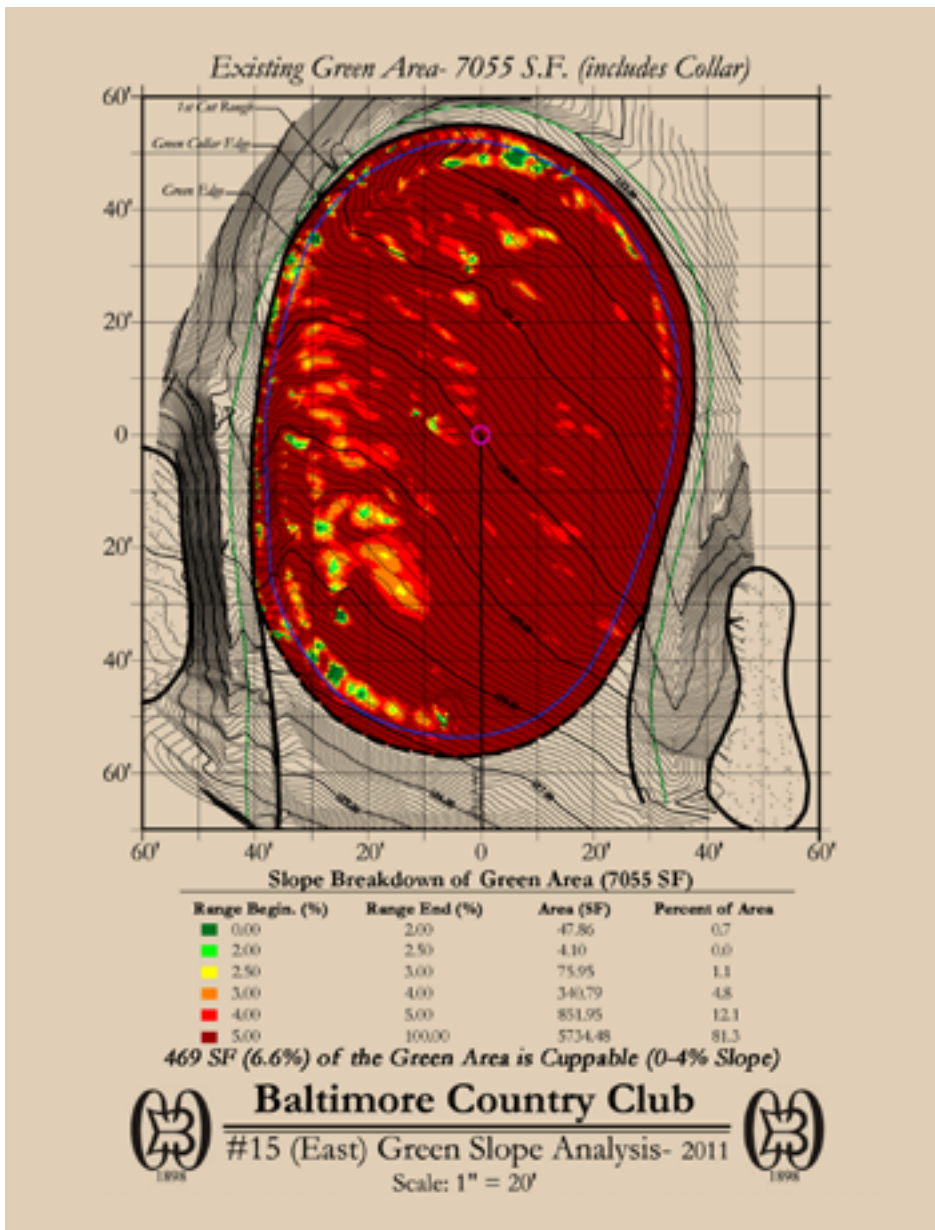 Existing Green Area- 7055 S.F. (includes Collar)
60'
1st Cut Range
Green Collar Edge
Green Edge
40'
20'
0
20'
40'
60'
60' 40' 20' 0 20' 40' 60'
Slope Breakdown of Green Area (7055 SF)
Range Begin. (%) Range End (%) Area (SF) Percent of Area
0.00 2.00 47.86 0.7
2.00 2.50 4.10 0.0
2.50 3.00 75.95 1.1
3.00 4.00 340.79 4.8
4.00 5.00 851.95 12.1
5.00 100.00 5734.48 81.3
469 SF (6.6%) of the Green Area is Cuppable (0-4% Slope)
Baltimore Country Club
#15 (East) Green Slope Analysis- 2011
Scale: 1" = 20'
1898
1898